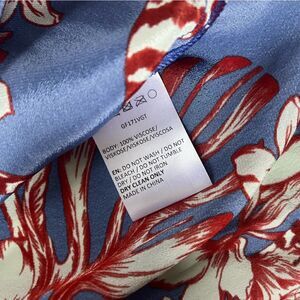 GF171VGT
BODY: 100% VISCOSE/
VISKOSE/VISKOSE/VISCOSA
EN: DO NOT WASH / DO NOT
BLEACH / DO NOT TUMBLE
DRY / DO NOT IRON
DRY CLEAN ONLY
MADE IN CHINA